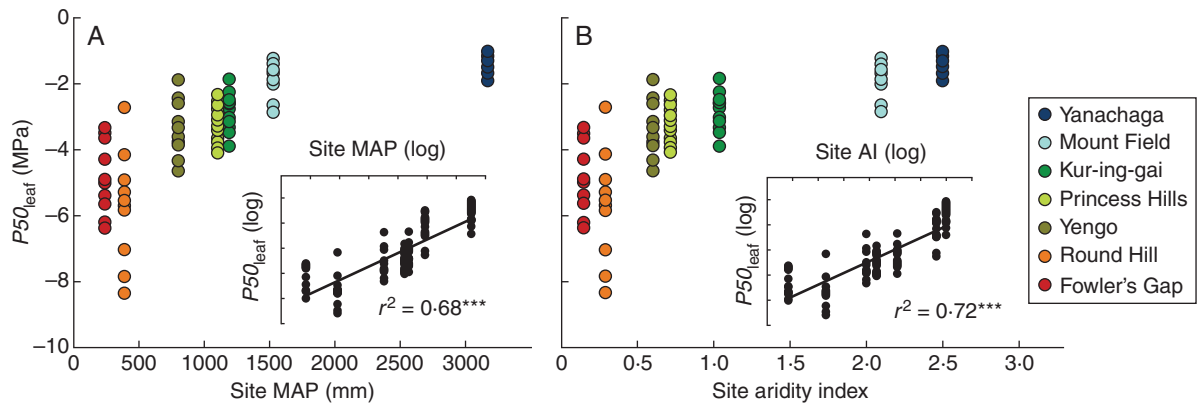 A
B
0
–2
–4
–6
–8
–10
P50leaf (MPa)
Site MAP (log)
P50leaf (log)
r² = 0·68***
Site AI (log)
P50leaf (log)
r² = 0·72***
Yanachaga
Mount Field
Kur-ing-gai
Princess Hills
Yengo
Round Hill
Fowler's Gap
0 500 1000 1500 2000 2500 3000
Site MAP (mm)
0 0·5 1·0 1·5 2·0 2·5 3·0
Site aridity index